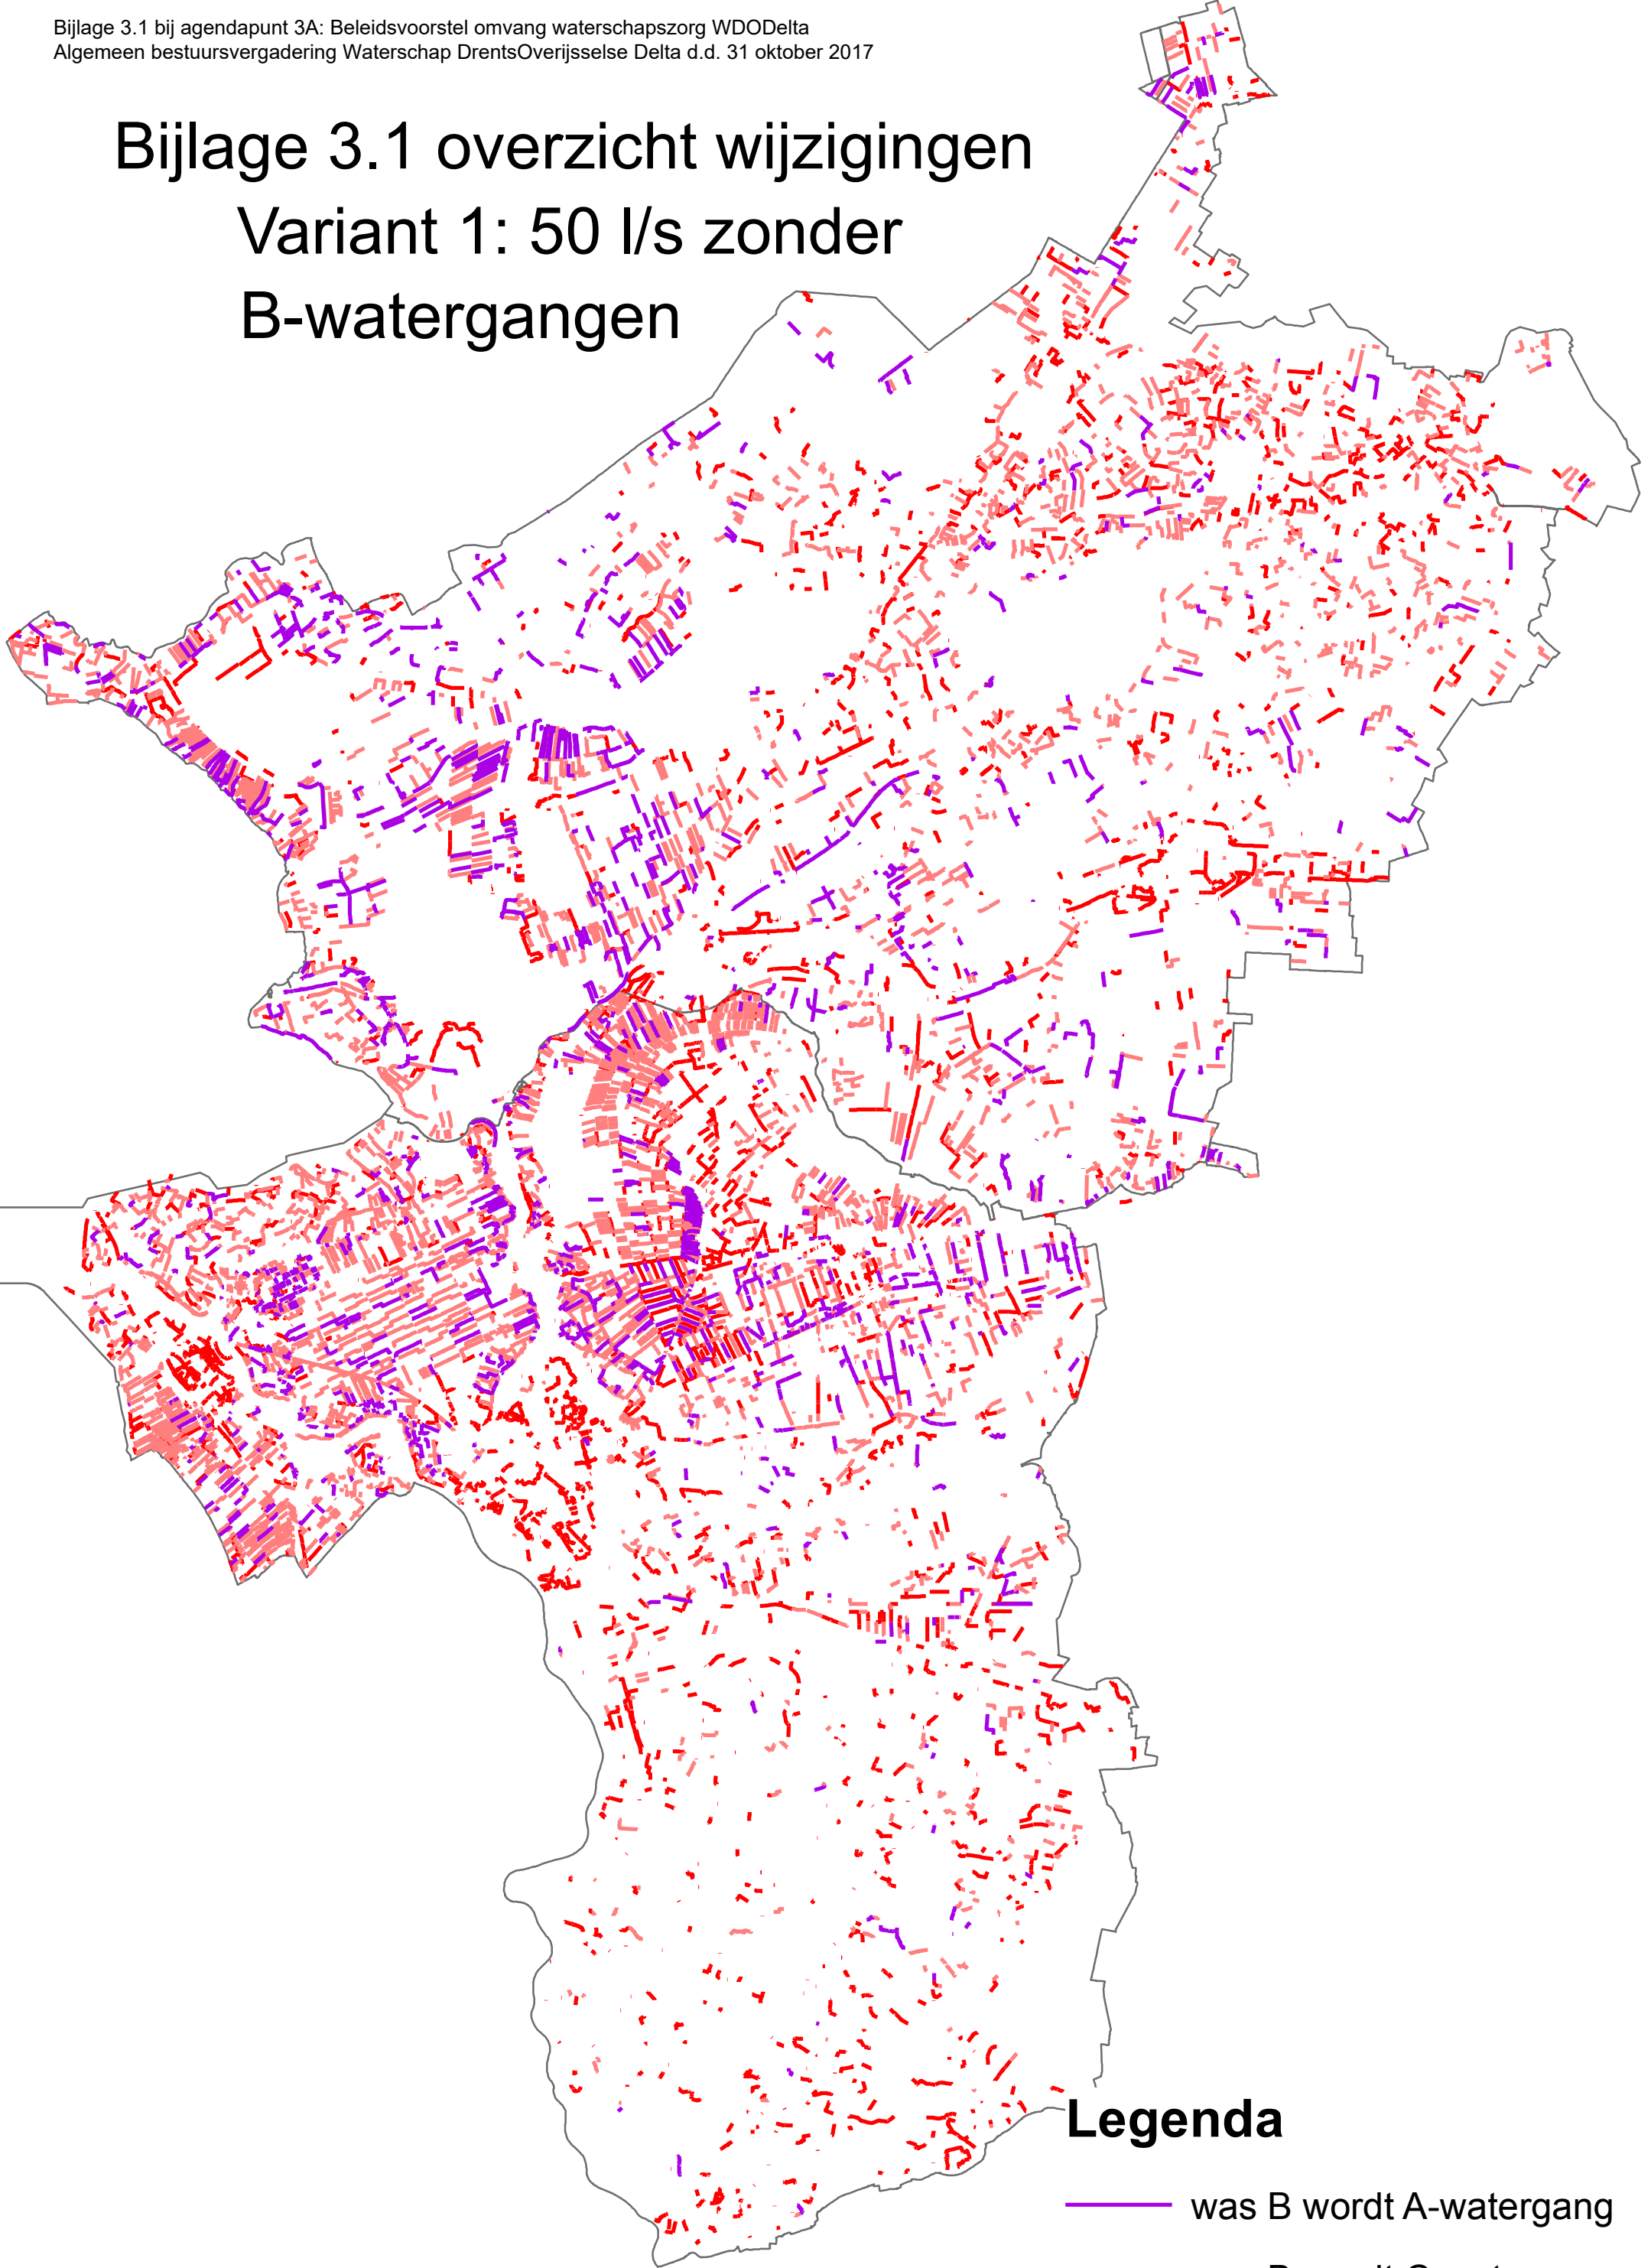 Bijlage 3.1 bij agendapunt 3A: Beleidsvoorstel omvang waterschapszorg WDODelta
Algemeen bestuursvergadering Waterschap DrentsOverijsselse Delta d.d. 31 oktober 2017
Bijlage 3.1 overzicht wijzigingen
Variant 1: 50 l/s zonder
B-watergangen
Legenda
was B wordt A-watergang